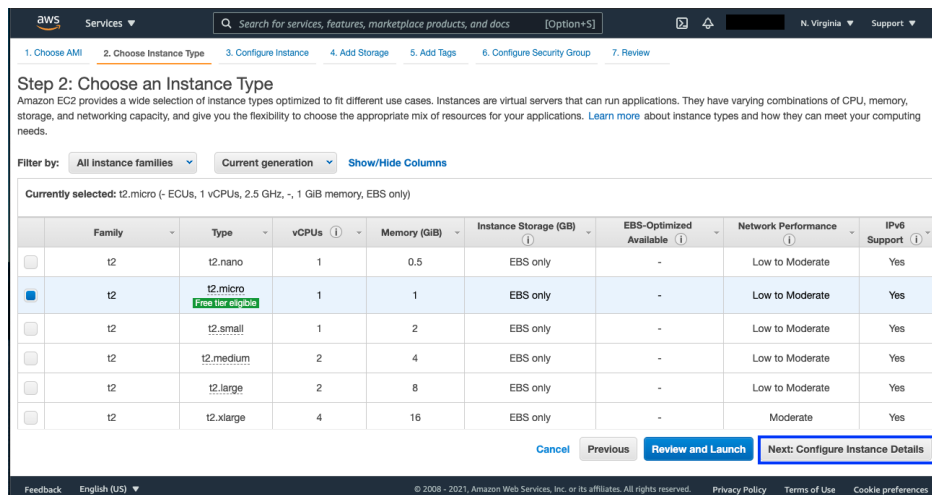 aws Services ▼ Search for services, features, marketplace products, and docs [Option+S] N. Virginia ▼ Support ▼
1. Choose AMI 2. Choose Instance Type 3. Configure Instance 4. Add Storage 5. Add Tags 6. Configure Security Group 7. Review
Step 2: Choose an Instance Type
Amazon EC2 provides a wide selection of instance types optimized to fit different use cases. Instances are virtual servers that can run applications. They have varying combinations of CPU, memory,
storage, and networking capacity, and give you the flexibility to choose the appropriate mix of resources for your applications. Learn more about instance types and how they can meet your computing
needs.
Filter by: All instance families Current generation Show/Hide Columns
Currently selected: t2.micro (- ECUs, 1 vCPUs, 2.5 GHz, -, 1 GiB memory, EBS only)
Family Type vCPUs i Memory (GiB) Instance Storage (GB) i EBS-Optimized Available i Network Performance i IPv6 Support i
t2 t2.nano 1 0.5 EBS only - Low to Moderate Yes
t2 t2.micro Free tier eligible 1 1 EBS only - Low to Moderate Yes
t2 t2.small 1 2 EBS only - Low to Moderate Yes
t2 t2.medium 2 4 EBS only - Low to Moderate Yes
t2 t2.large 2 8 EBS only - Low to Moderate Yes
t2 t2.xlarge 4 16 EBS only - Moderate Yes
Cancel Previous Review and Launch Next: Configure Instance Details
Feedback English (US) ▼ © 2008 - 2021, Amazon Web Services, Inc. or its affiliates. All rights reserved. Privacy Policy Terms of Use Cookie preferences